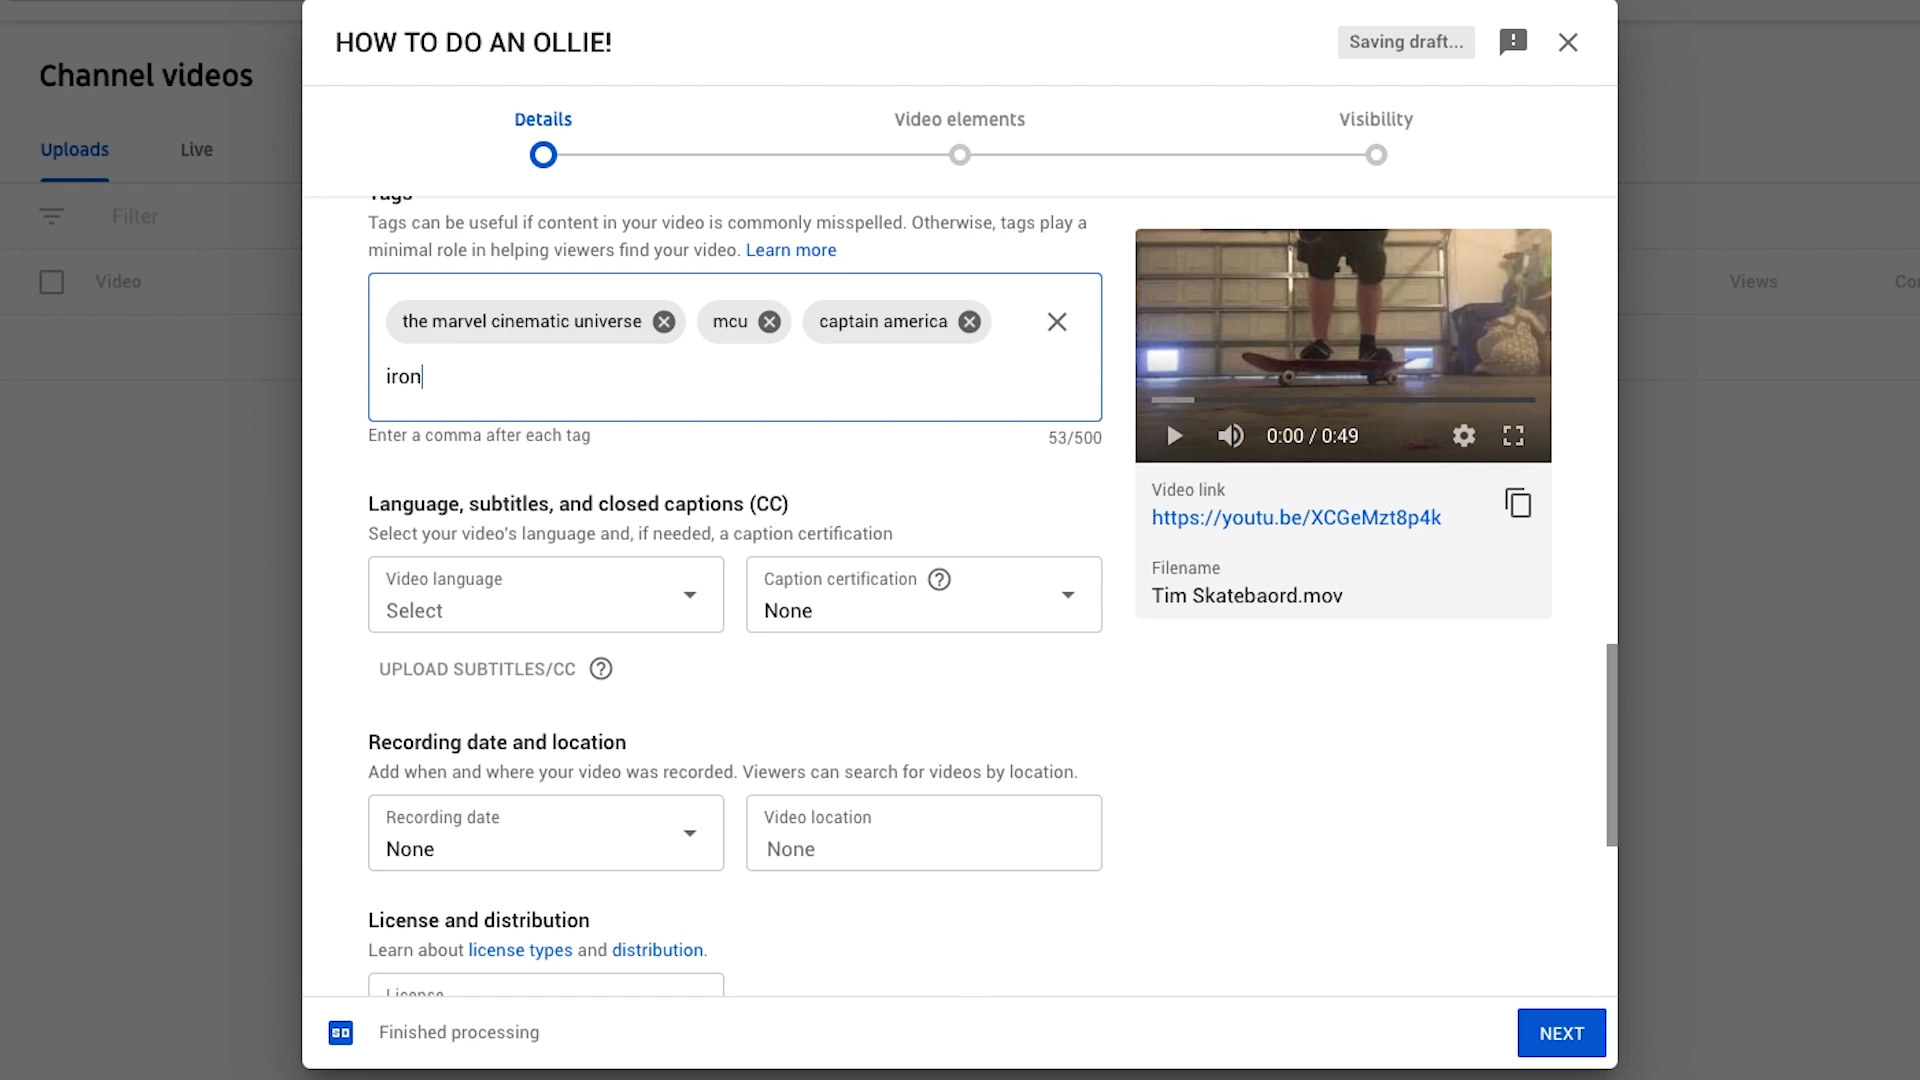 HOW TO DO AN OLLIE!
Saving draft...
Channel videos
Details
Video elements
Visibility
Uploads
Live
Tags
Filter
Tags can be useful if content in your video is commonly misspelled. Otherwise, tags play a
minimal role in helping viewers find your video. Learn more
Video
Views
the marvel cinematic universe
mcu
captain america
iron
Enter a comma after each tag
53/500
0:00 / 0:49
Video link
https://youtu.be/XCGeMzt8p4k
Filename
Tim Skatebaord.mov
Language, subtitles, and closed captions (CC)
Select your video's language and, if needed, a caption certification
Video language
Select
Caption certification
None
UPLOAD SUBTITLES/CC
Recording date and location
Add when and where your video was recorded. Viewers can search for videos by location.
Recording date
None
Video location
None
License and distribution
Learn about license types and distribution.
License
SD
Finished processing
NEXT